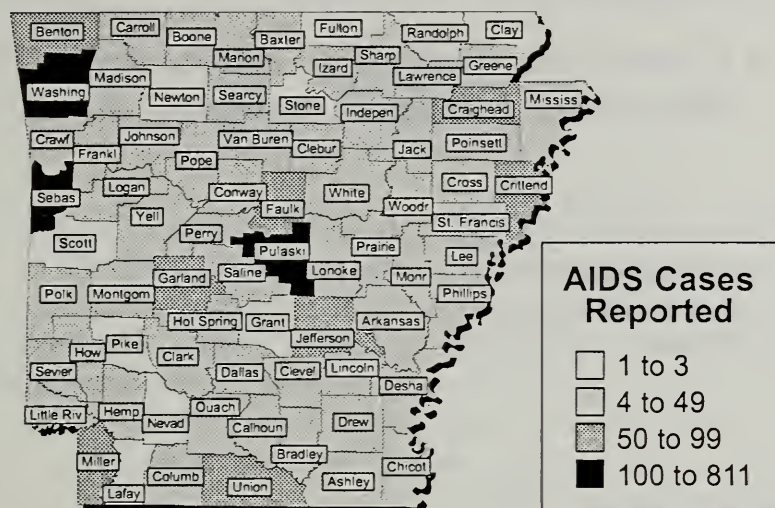 Benton Carroll Boone Baxter Fulton Randolph Clay
Marion Izard Sharp Lawrence Greene
Washing Madison Newton Searcy Stone Indepen Craighead Mississ
Crawf Frankl Johnson Pope Van Buren Clebur Jack Poinsett
Sebas Logan Yell Conway Faulk White Woodr Cross Crittend
St. Francis
Scott Perry Pulaski Prairie Lee
Garland Saline Lonoke Monr
Polk Montgom Phillips
Hot Spring Grant Jefferson Arkansas
How Pike Clark
Sevier Dallas Clevel Lincoln Desha
Little Riv Hemp Nevad Ouach Calhoun Drew
Miller Bradley Chicot
Lafay Columb Union Ashley
AIDS Cases
Reported
1 to 3
4 to 49
50 to 99
100 to 811